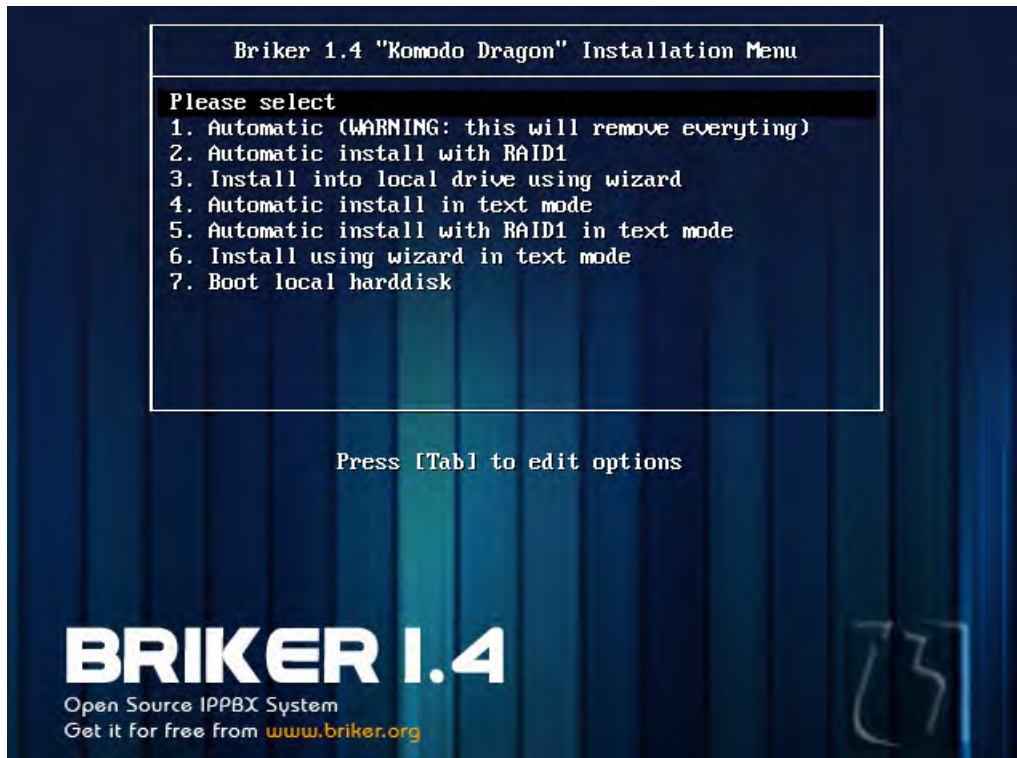 Briker 1.4 "Komodo Dragon" Installation Menu
Please select
1. Automatic (WARNING: this will remove everyting)
2. Automatic install with RAID1
3. Install into local drive using wizard
4. Automatic install in text mode
5. Automatic install with RAID1 in text mode
6. Install using wizard in text mode
7. Boot local harddisk
Press [Tab] to edit options
BRIKER 1.4
Open Source IPPBX System
Get it for free from www.briker.org